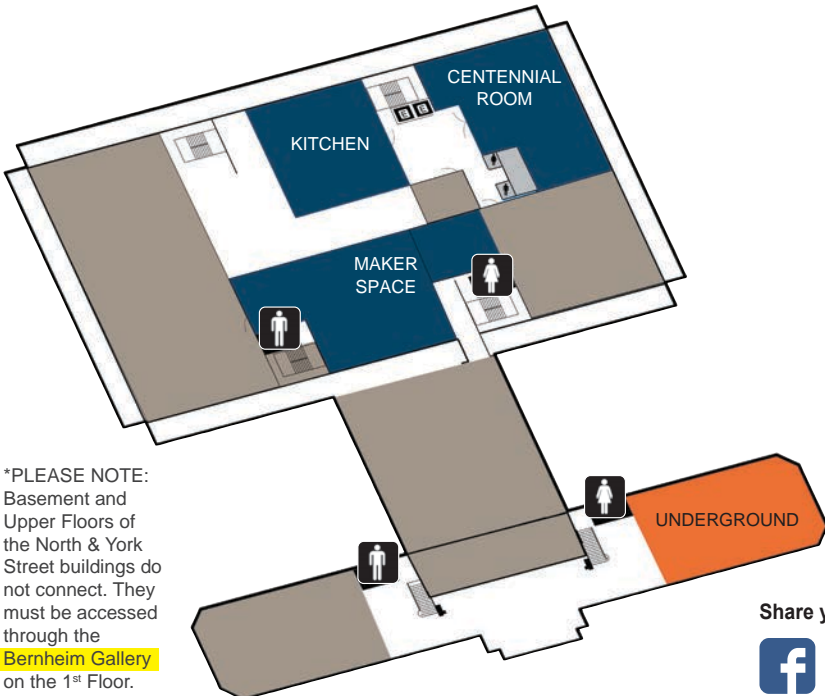 CENTENNIAL
ROOM
KITCHEN
MAKER
SPACE
*PLEASE NOTE:
Basement and
Upper Floors of
the North & York
Street buildings do
not connect. They
must be accessed
through the
Bernheim Gallery
on the 1st Floor.
UNDERGROUND
Share y
f